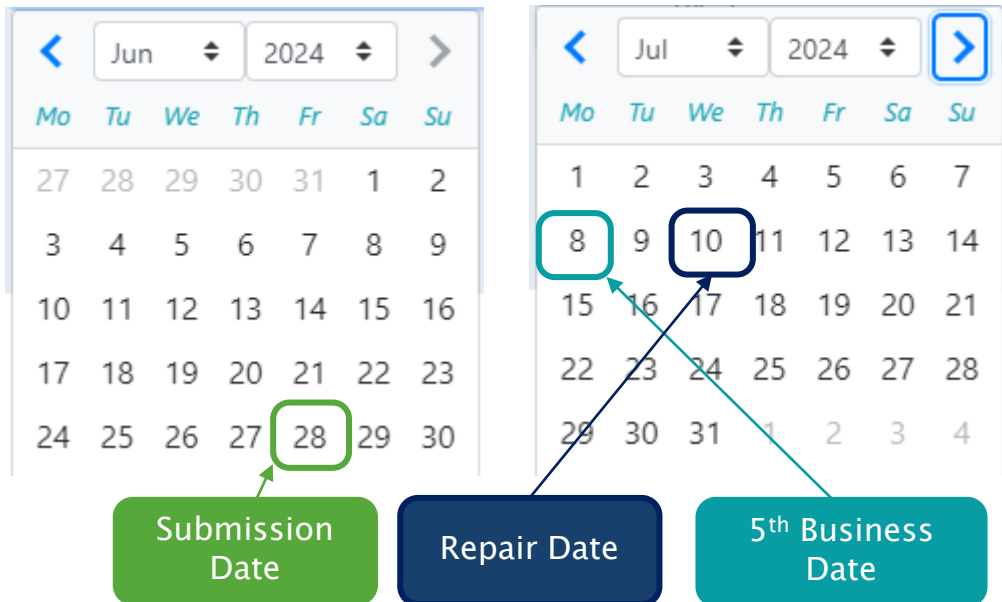 Jun 2024
Mo Tu We Th Fr Sa Su
27 28 29 30 31 1 2
3 4 5 6 7 8 9
10 11 12 13 14 15 16
17 18 19 20 21 22 23
24 25 26 27 28 29 30
Jul 2024
Mo Tu We Th Fr Sa Su
1 2 3 4 5 6 7
8 9 10 11 12 13 14
15 16 17 18 19 20 21
22 23 24 25 26 27 28
29 30 31 1 2 3 4
Submission
Date
Repair Date
5th Business
Date